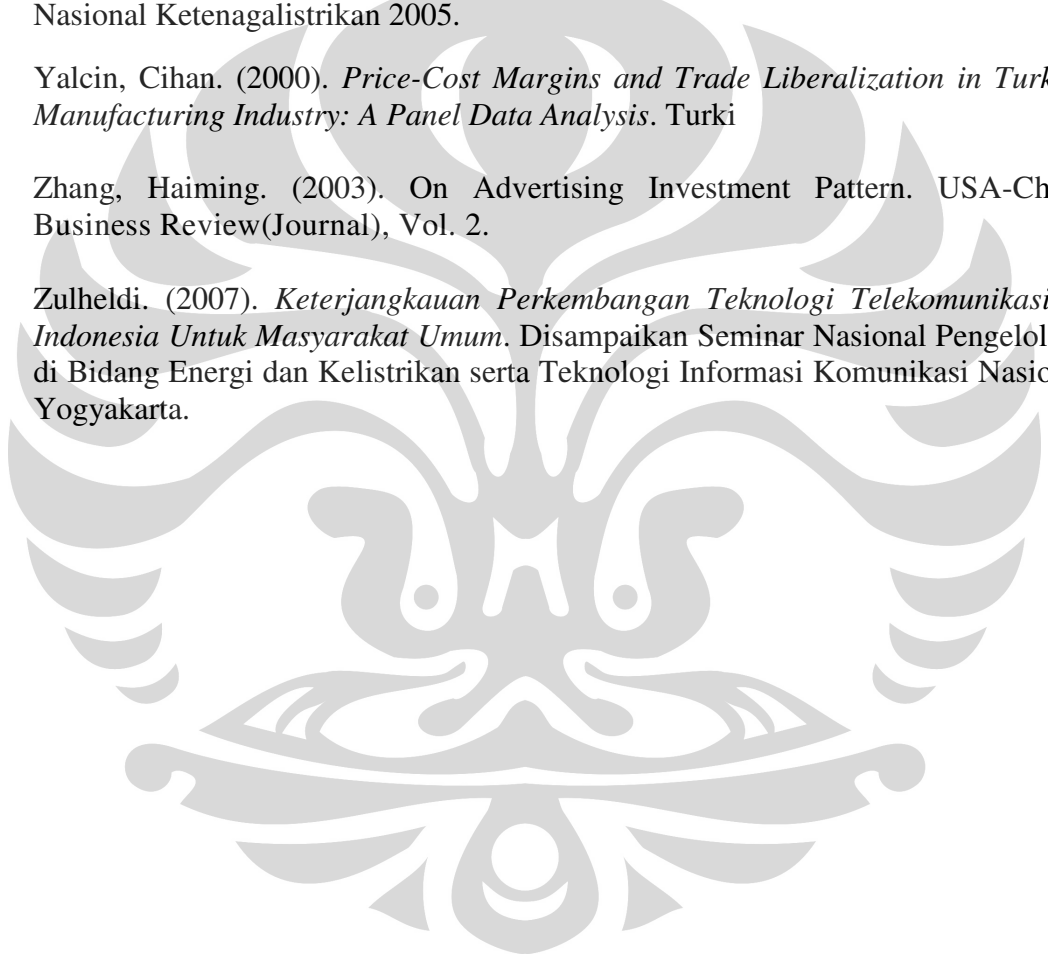 Nasional Ketenagalistrikan 2005.
Yalcin, Cihan. (2000). Price-Cost Margins and Trade Liberalization in Turk
Manufacturing Industry: A Panel Data Analysis. Turki
Zhang, Haiming. (2003). On Advertising Investment Pattern. USA-Ch
Business Review(Journal), Vol. 2.
Zulheldi. (2007). Keterjangkauan Perkembangan Teknologi Telekomunikasi
Indonesia Untuk Masyarakat Umum. Disampaikan Seminar Nasional Pengelol
di Bidang Energi dan Kelistrikan serta Teknologi Informasi Komunikasi Nasio
Yogyakarta.